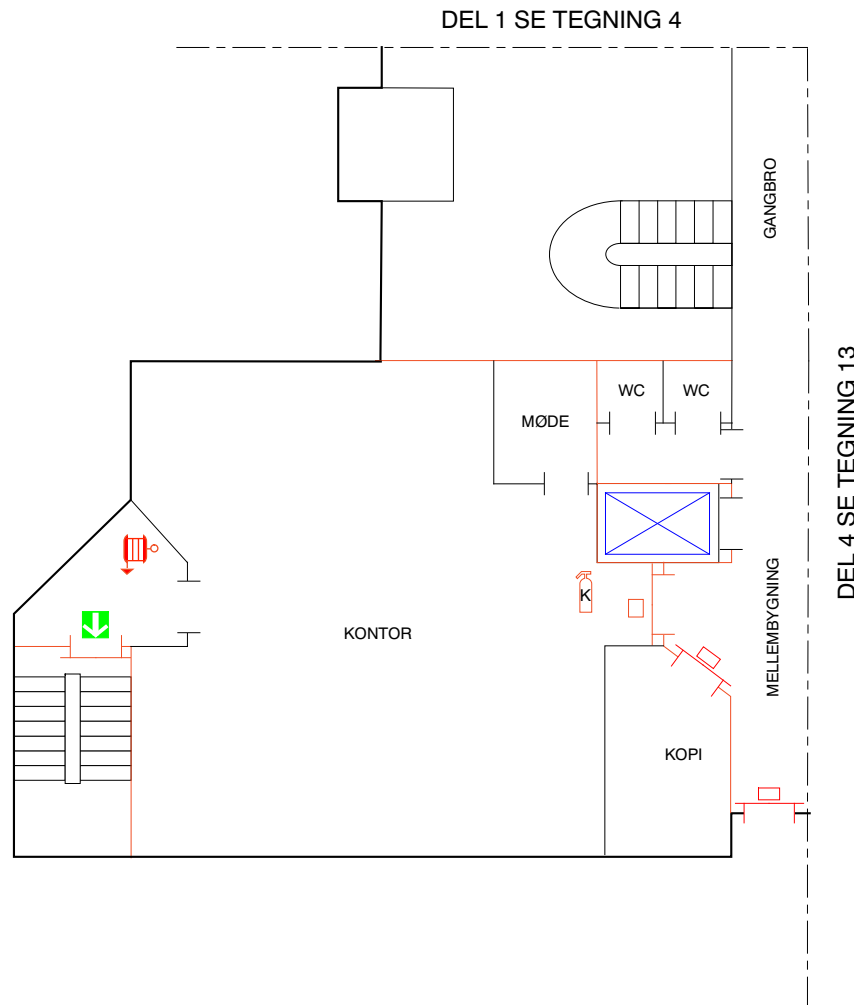 DEL 1 SE TEGNING 4
GANGBRO
WC
WC
MØDE
DEL 4 SE TEGNING 13
MELLEMBYGNING
K
KONTOR
KOPI